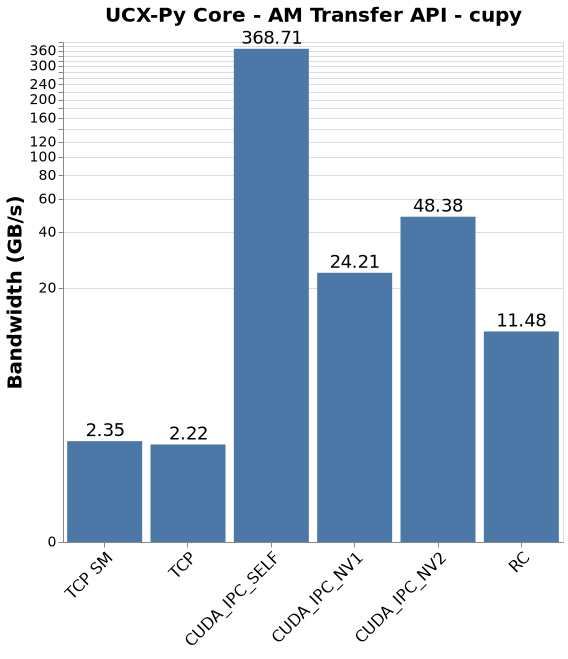 UCX-Py Core - AM Transfer API - cupy
Bandwidth (GB/s)
360
300
240
200
160
120
100
80
60
40
20
0
2.35
2.22
368.71
24.21
48.38
11.48
TCP SM
TCP
CUDA_IPC_SELF
CUDA_IPC_NV1
CUDA_IPC_NV2
RC